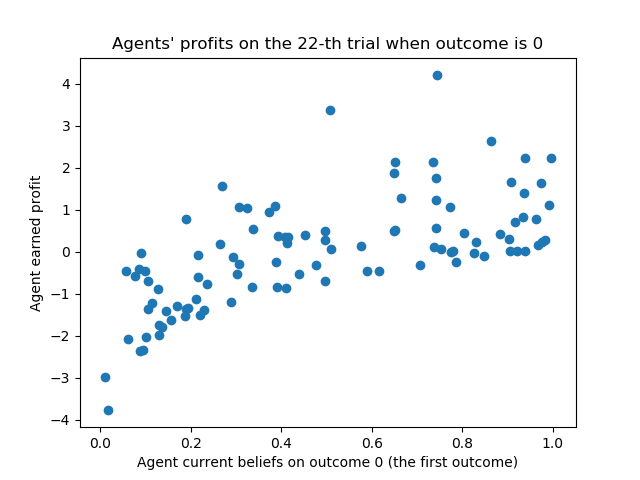 Agents' profits on the 22-th trial when outcome is 0
4
3
2
1
0
−1
−2
−3
−4
Agent earned profit
0.0 0.2 0.4 0.6 0.8 1.0
Agent current beliefs on outcome 0 (the first outcome)